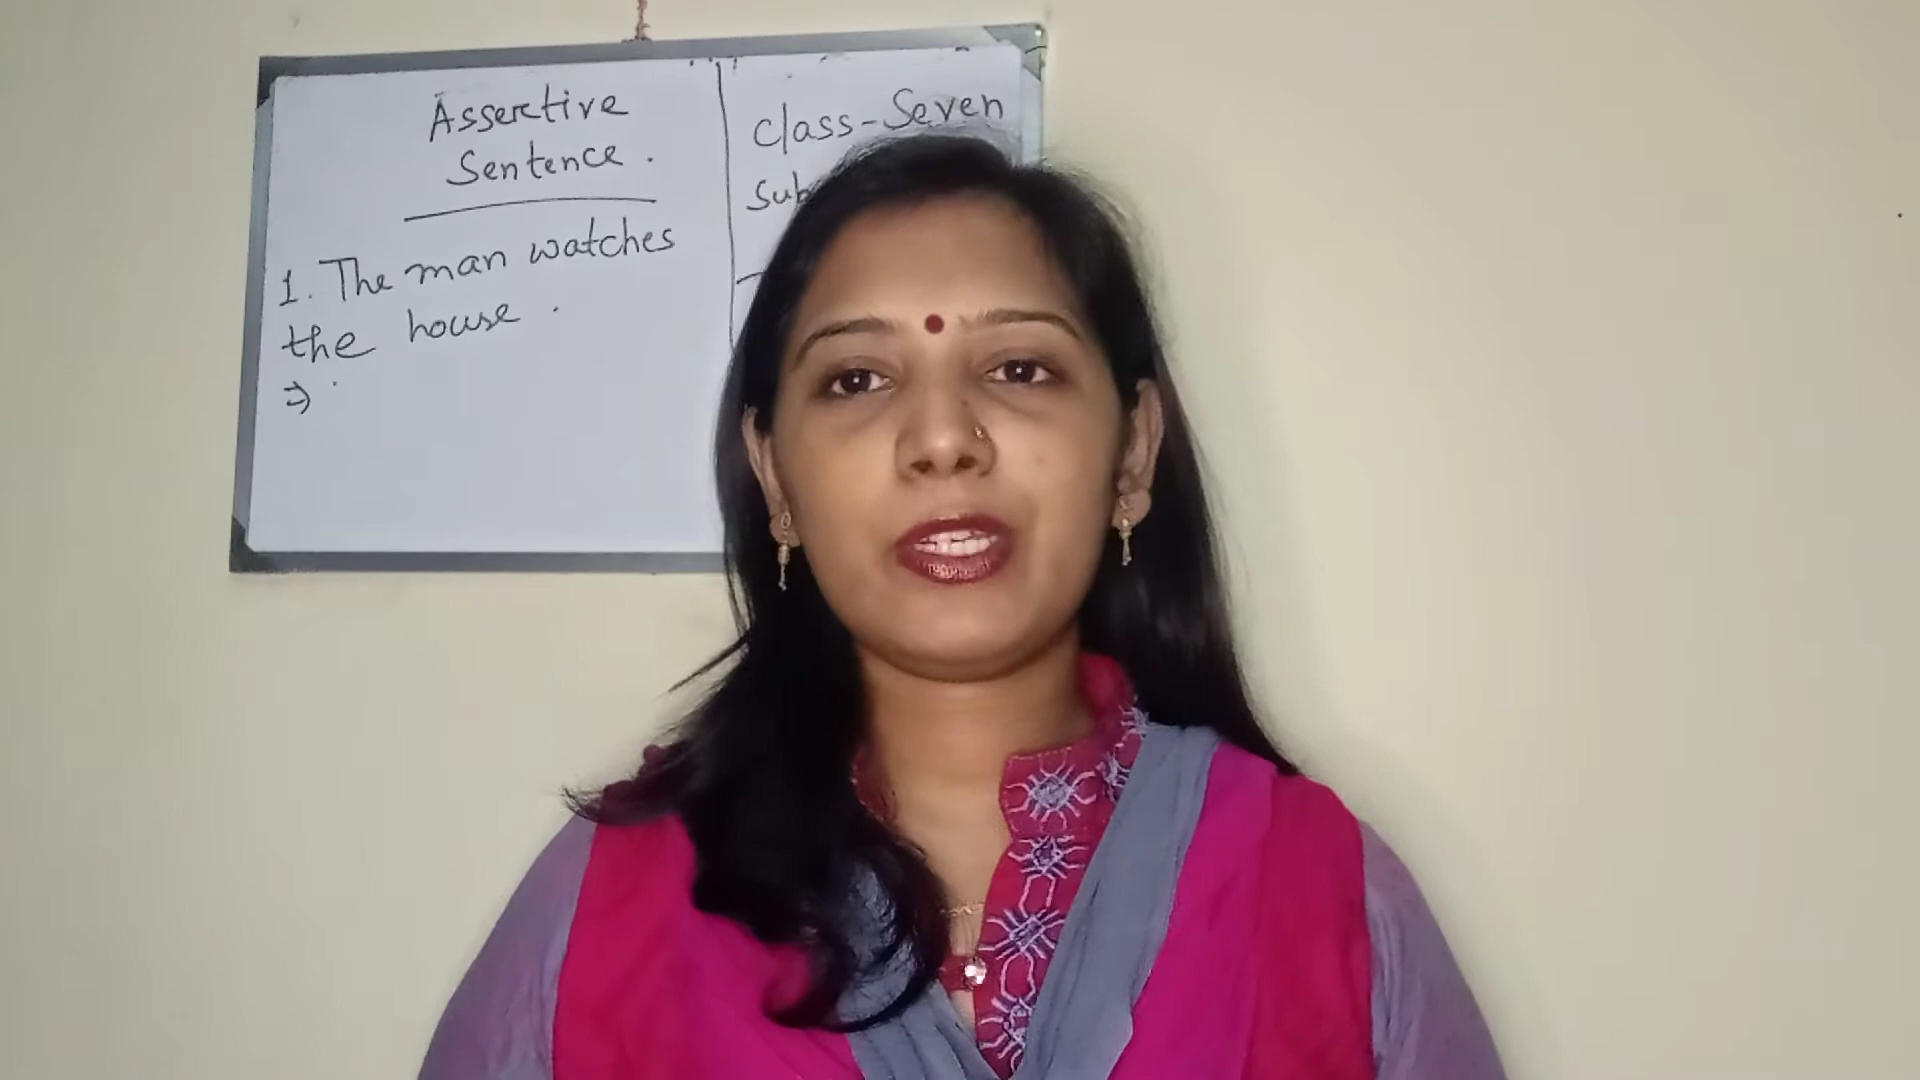 Assertive
Sentence.
1. The man watches
the house.
⇒
Class-Seven